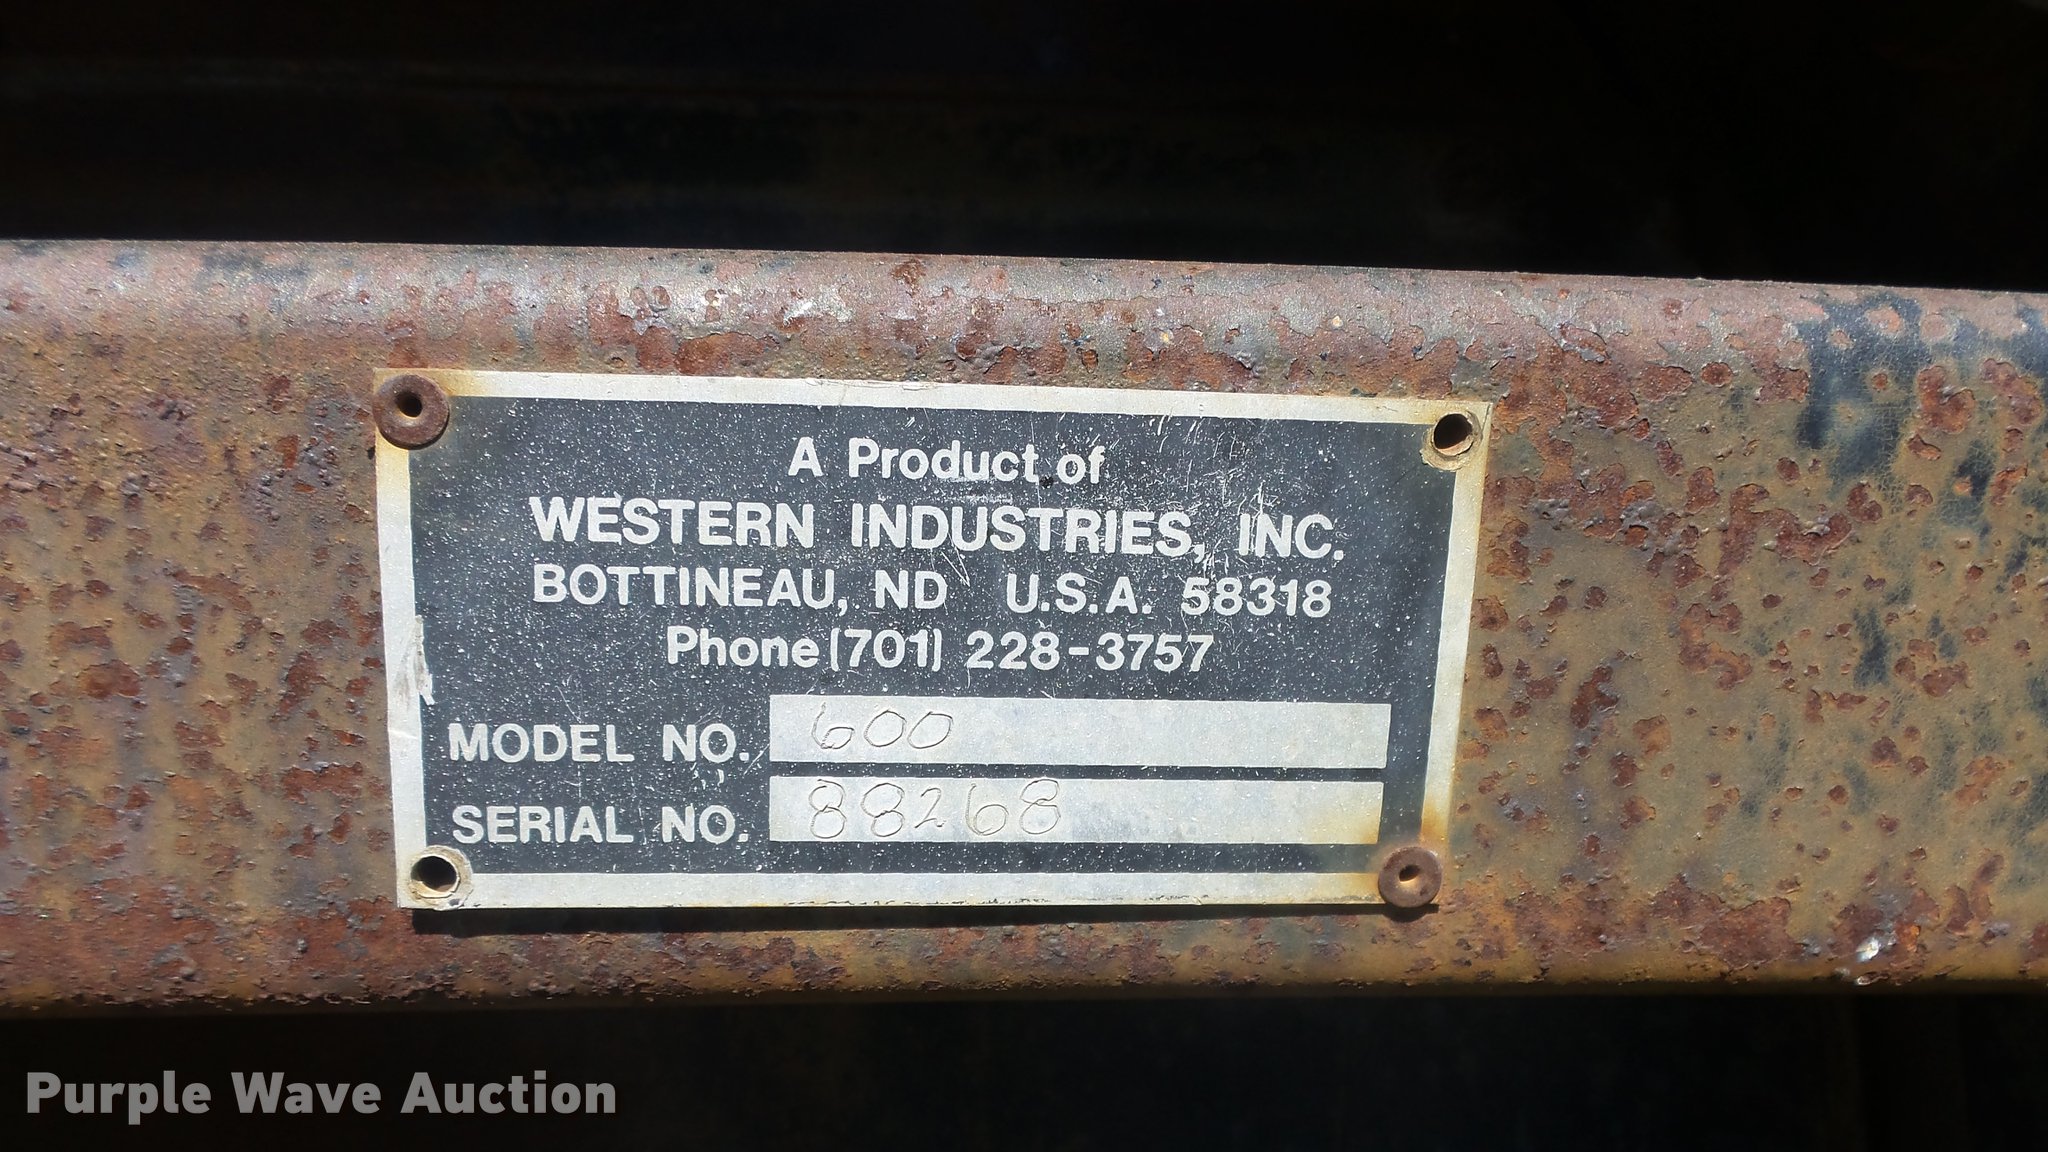 A Product of
WESTERN INDUSTRIES, INC.
BOTTINEAU, ND U.S.A. 58318
Phone (701) 228-3757
MODEL NO. 600
SERIAL NO. 88268
Purple Wave Auction